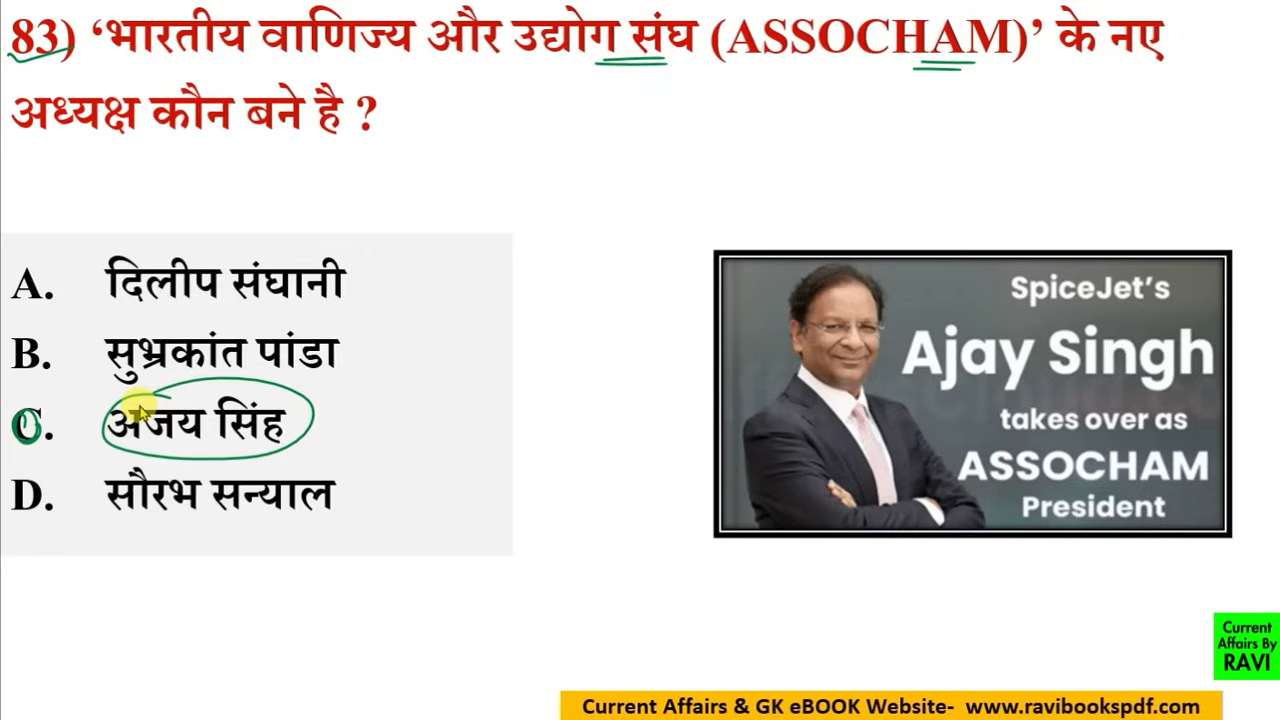 83) ‘भारतीय वाणिज्य और उद्योग संघ (ASSOCHAM)’ के नए
अध्यक्ष कौन बने है ?
A. दिलीप संघानी
B. सुभ्रकांत पांडा
C. अजय सिंह
D. सौरभ सन्याल
SpiceJet’s
Ajay Singh
takes over as
ASSOCHAM
President
Current
Affairs By
RAVI
Current Affairs & GK eBOOK Website- www.ravibookspdf.com